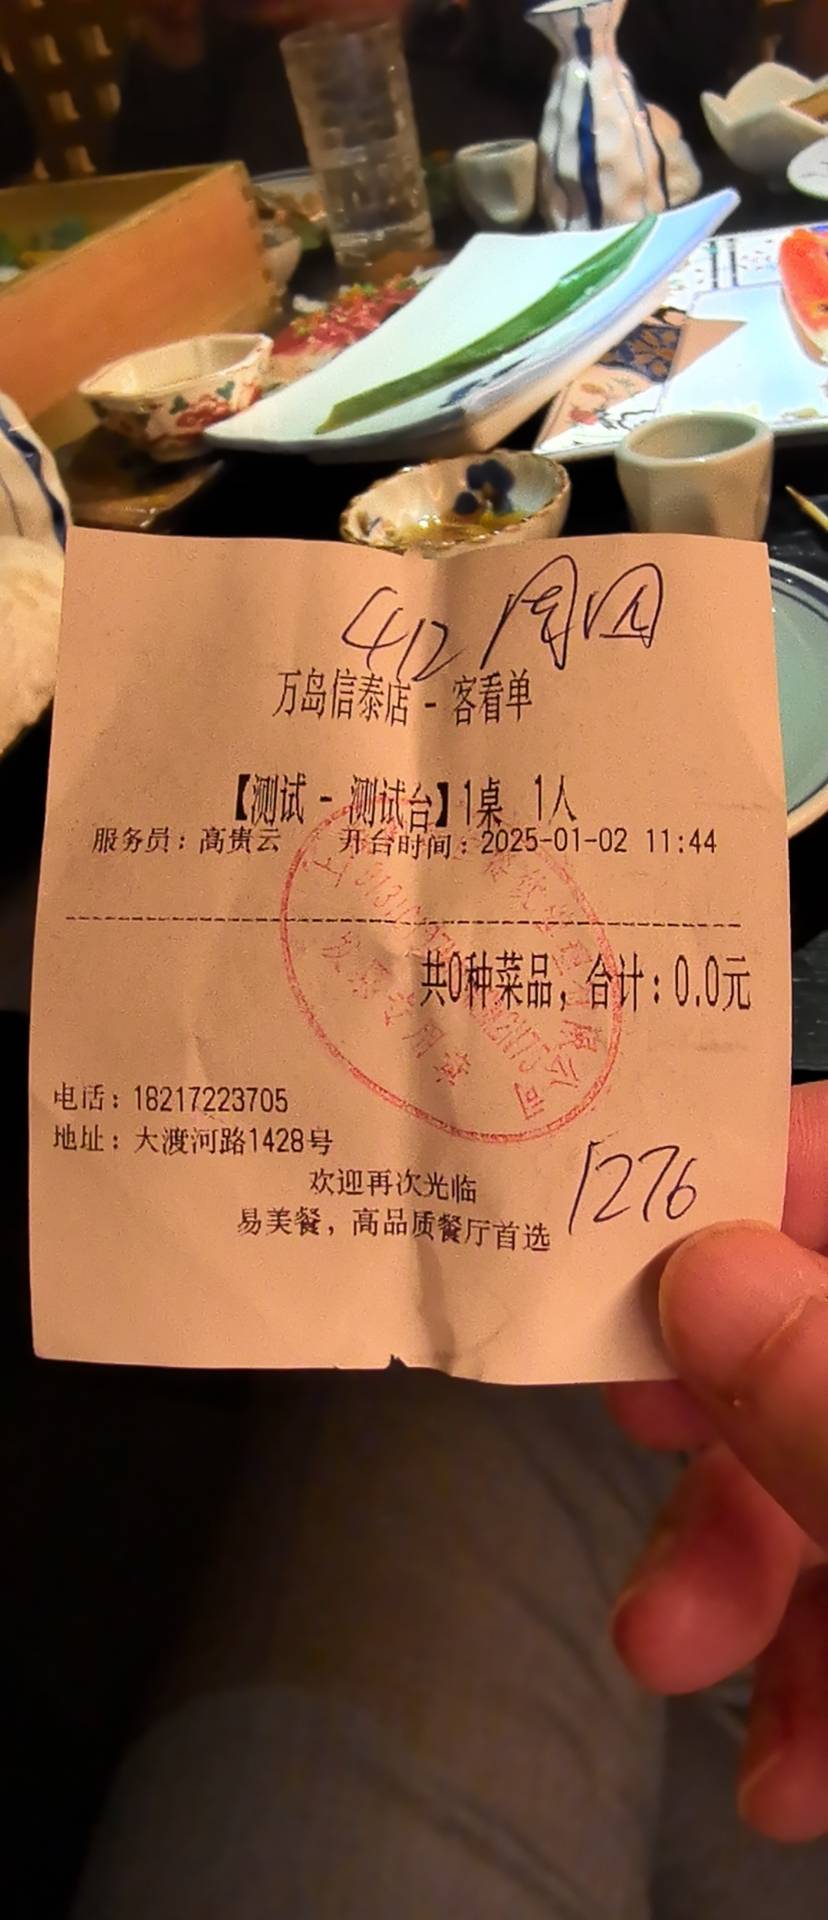 412 周四
万岛信泰店 - 客看单
【测试 - 测试台】1桌 1人
服务员：高贵云 开台时间：2025-01-02 11:44
共0种菜品，合计：0.0元
电话：18217223705
地址：大渡河路1428号
欢迎再次光临
1276
易美餐，高品质餐厅首选